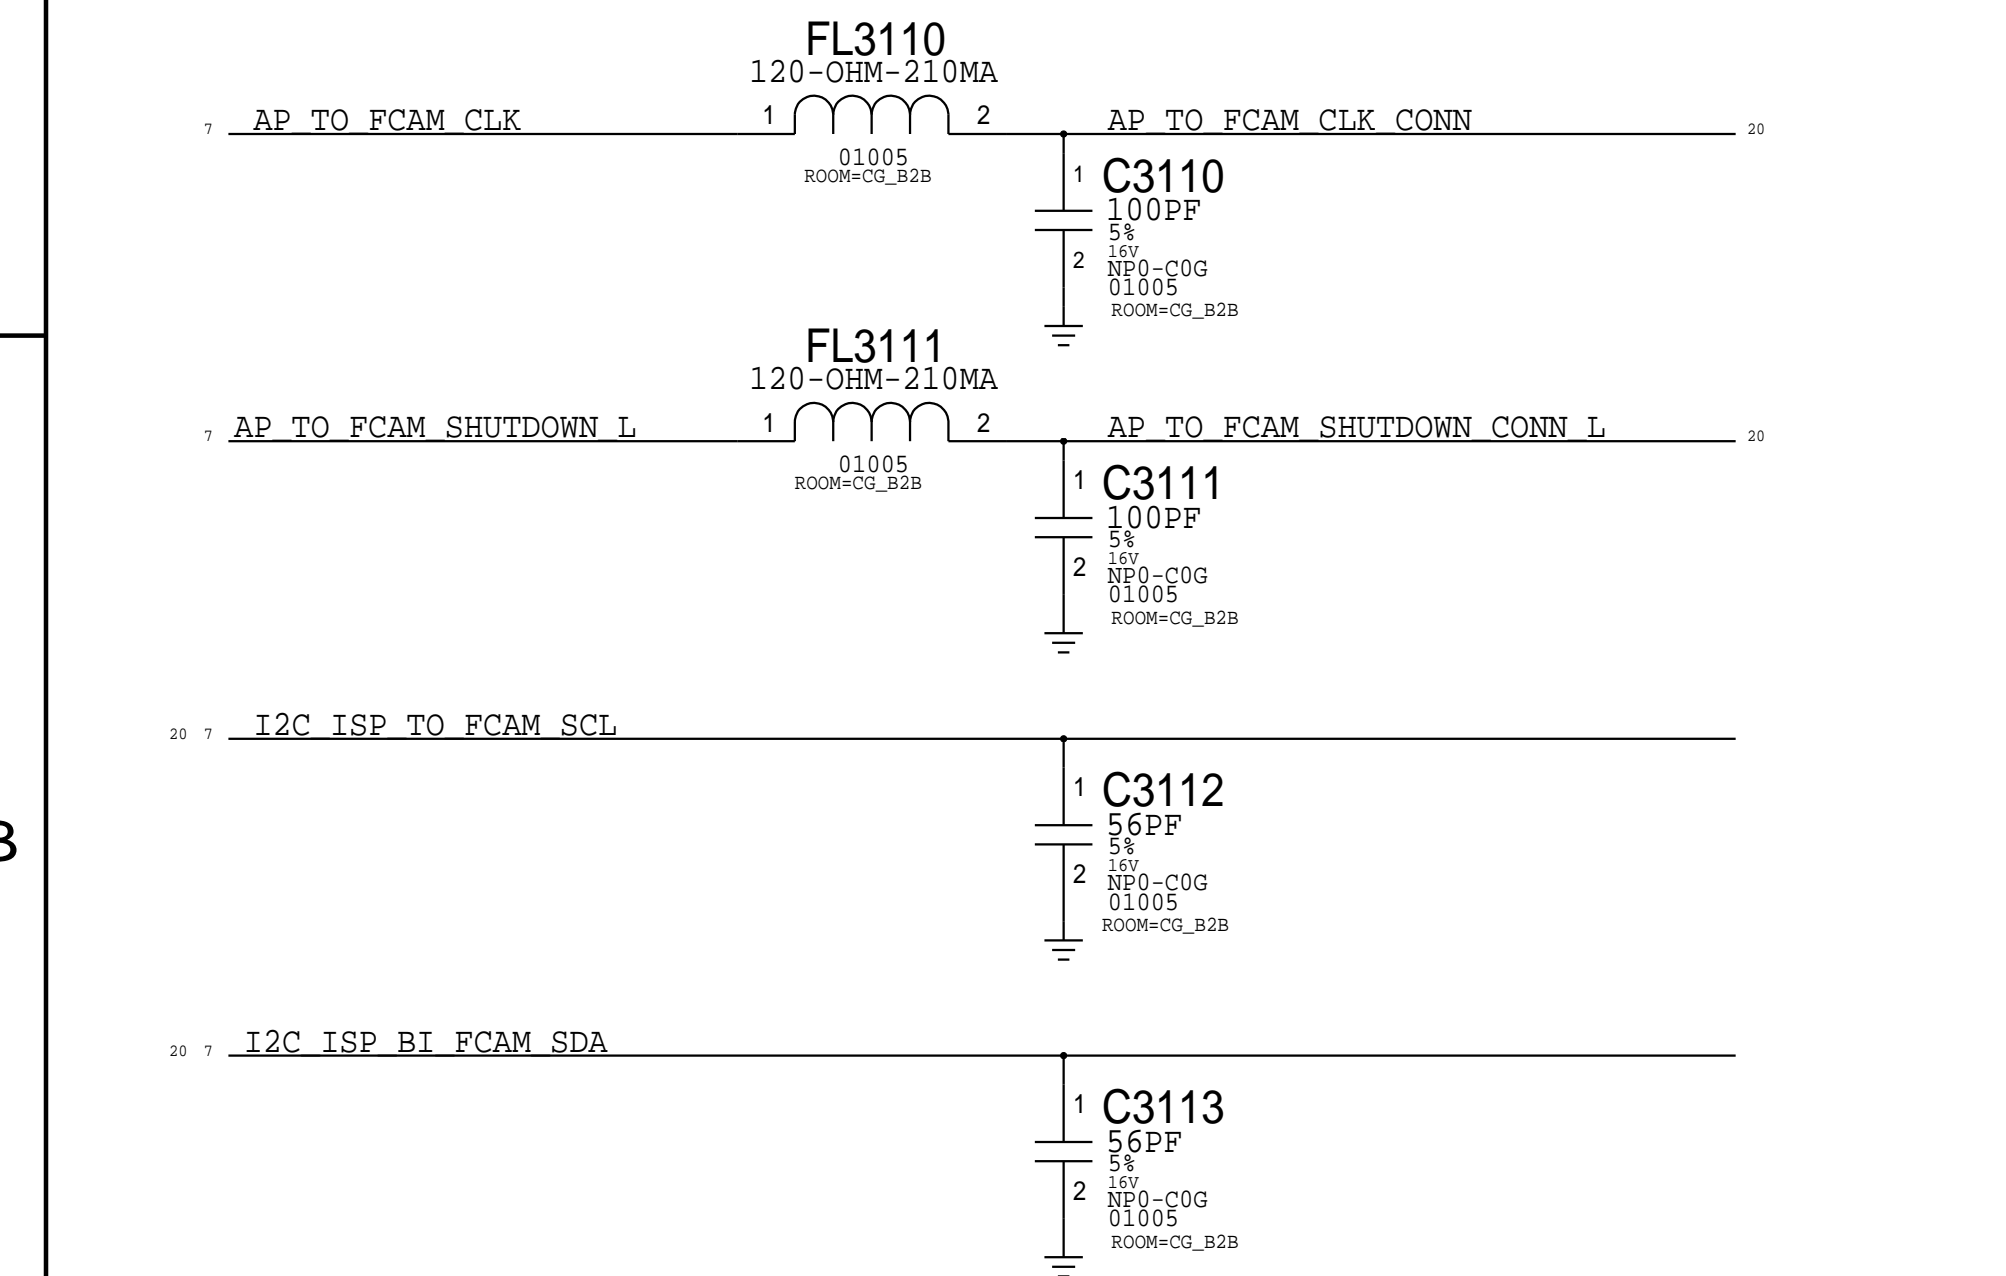 FL3110
120-OHM-210MA
7 AP_TO_FCAM_CLK 1 2 AP_TO_FCAM_CLK_CONN 20
01005
ROOM=CG_B2B
1 C3110
100PF
5%
16V
2 NP0-C0G
01005
ROOM=CG_B2B
FL3111
120-OHM-210MA
7 AP_TO_FCAM_SHUTDOWN_L 1 2 AP_TO_FCAM_SHUTDOWN_CONN_L 20
01005
ROOM=CG_B2B
1 C3111
100PF
5%
16V
2 NP0-C0G
01005
ROOM=CG_B2B
20 7 I2C_ISP_TO_FCAM_SCL
1 C3112
56PF
5%
16V
2 NP0-C0G
01005
ROOM=CG_B2B
20 7 I2C_ISP_BI_FCAM_SDA
1 C3113
56PF
5%
16V
2 NP0-C0G
01005
ROOM=CG_B2B